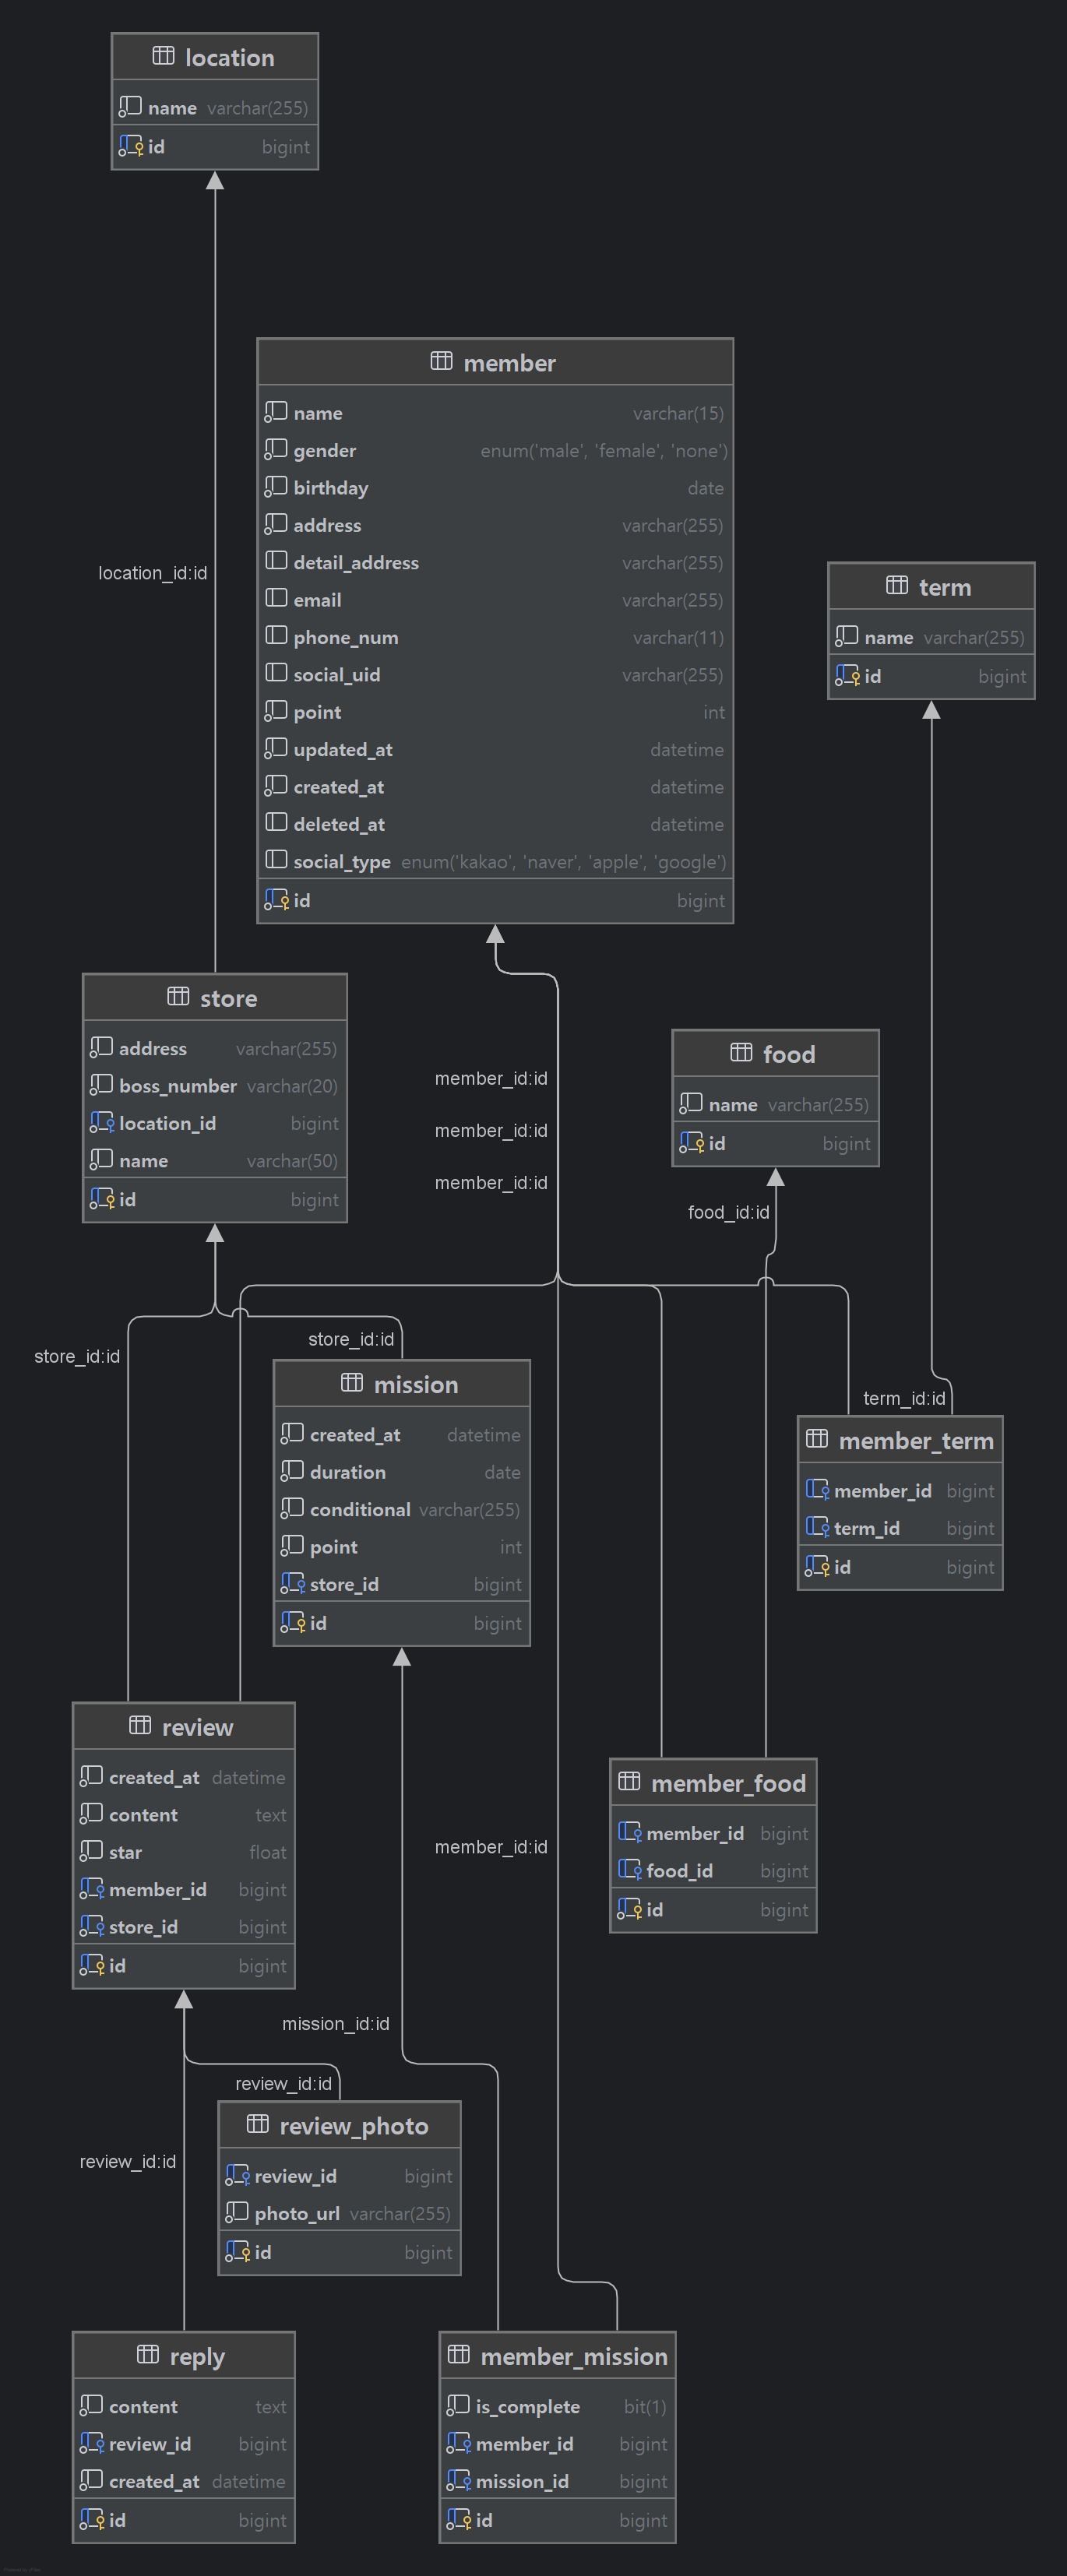 location
name varchar(255)
id bigint
member
name varchar(15)
gender enum('male', 'female', 'none')
birthday date
address varchar(255)
detail_address varchar(255)
email varchar(255)
phone_num varchar(11)
social_uid varchar(255)
point int
updated_at datetime
created_at datetime
deleted_at datetime
social_type enum('kakao', 'naver', 'apple', 'google')
id bigint
location_id:id
term
name varchar(255)
id bigint
store
address varchar(255)
boss_number varchar(20)
location_id bigint
name varchar(50)
id bigint
member_id:id
member_id:id
member_id:id
food
name varchar(255)
id bigint
food_id:id
store_id:id
store_id:id
term_id:id
mission
created_at datetime
duration date
conditional varchar(255)
point int
store_id bigint
id bigint
member_term
member_id bigint
term_id bigint
id bigint
review
created_at datetime
content text
star float
member_id bigint
store_id bigint
id bigint
member_id:id
member_food
member_id bigint
food_id bigint
id bigint
mission_id:id
review_id:id
review_id:id
review_photo
review_id bigint
photo_url varchar(255)
id bigint
reply
content text
review_id bigint
created_at datetime
id bigint
member_mission
is_complete bit(1)
member_id bigint
mission_id bigint
id bigint